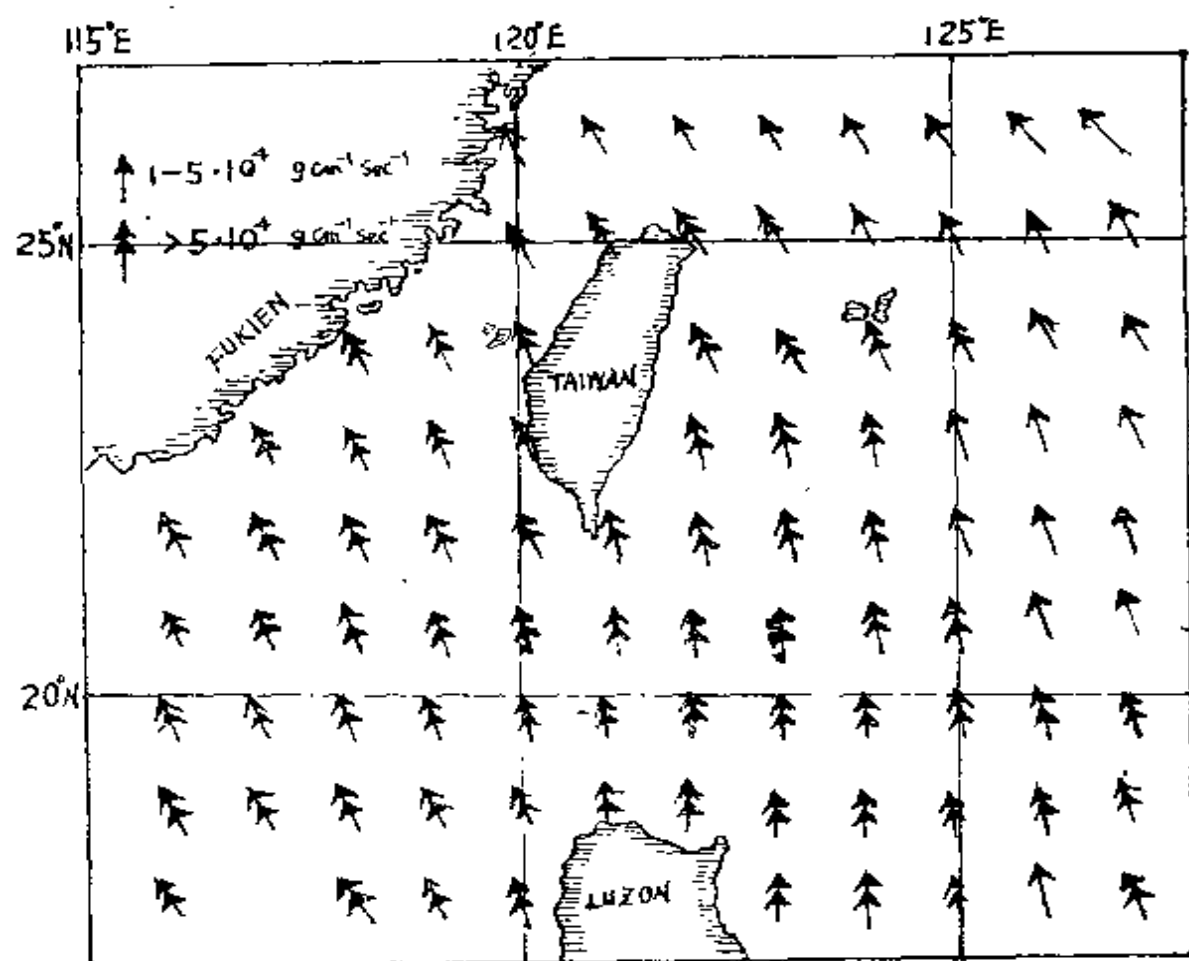 115°E 120°E 125°E
1-5·10⁴ g cm⁻¹ sec⁻¹
25°N
>5·10⁴ g cm⁻¹ sec⁻¹
FUKIEN
TAIWAN
20°N
LUZON